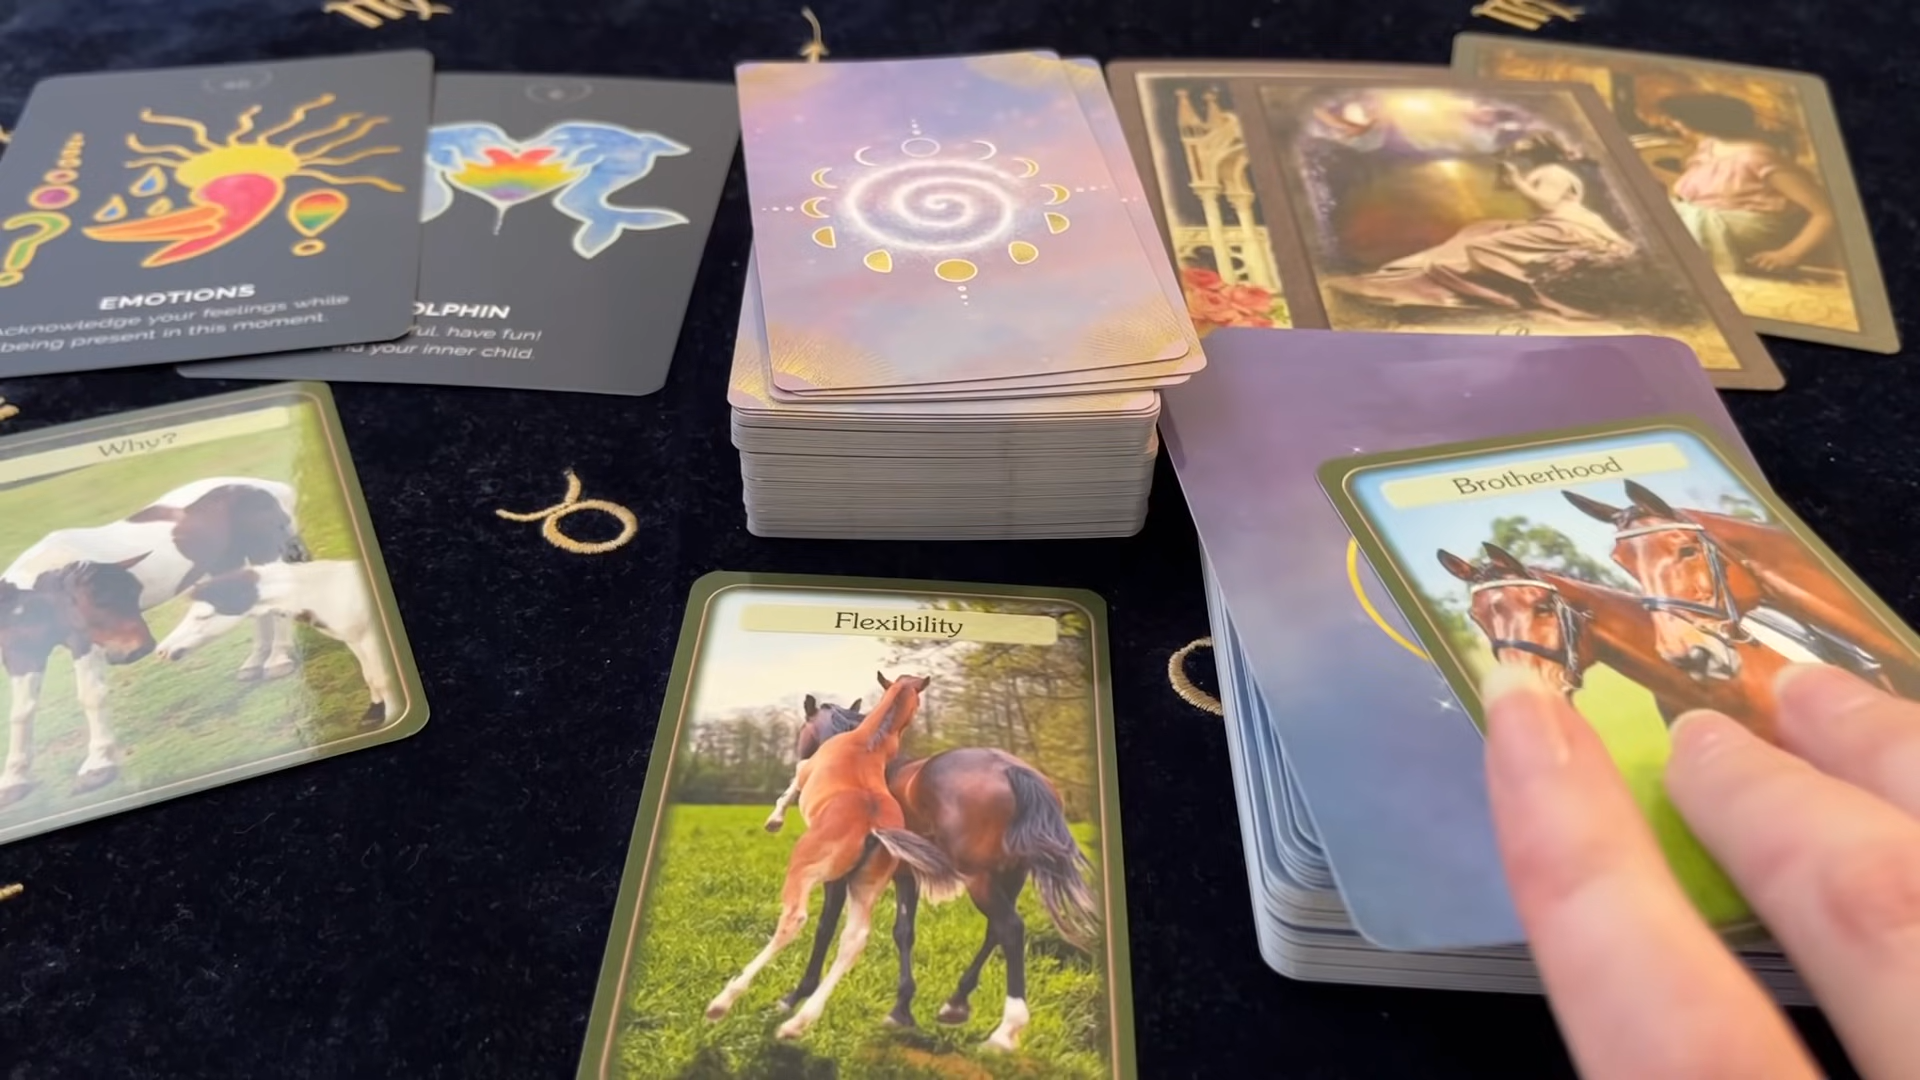 EMOTIONS
Acknowledge your feelings while
being present in this moment.
OLPHIN
ful, have fun!
your inner child.
Why?
Brotherhood
Flexibility